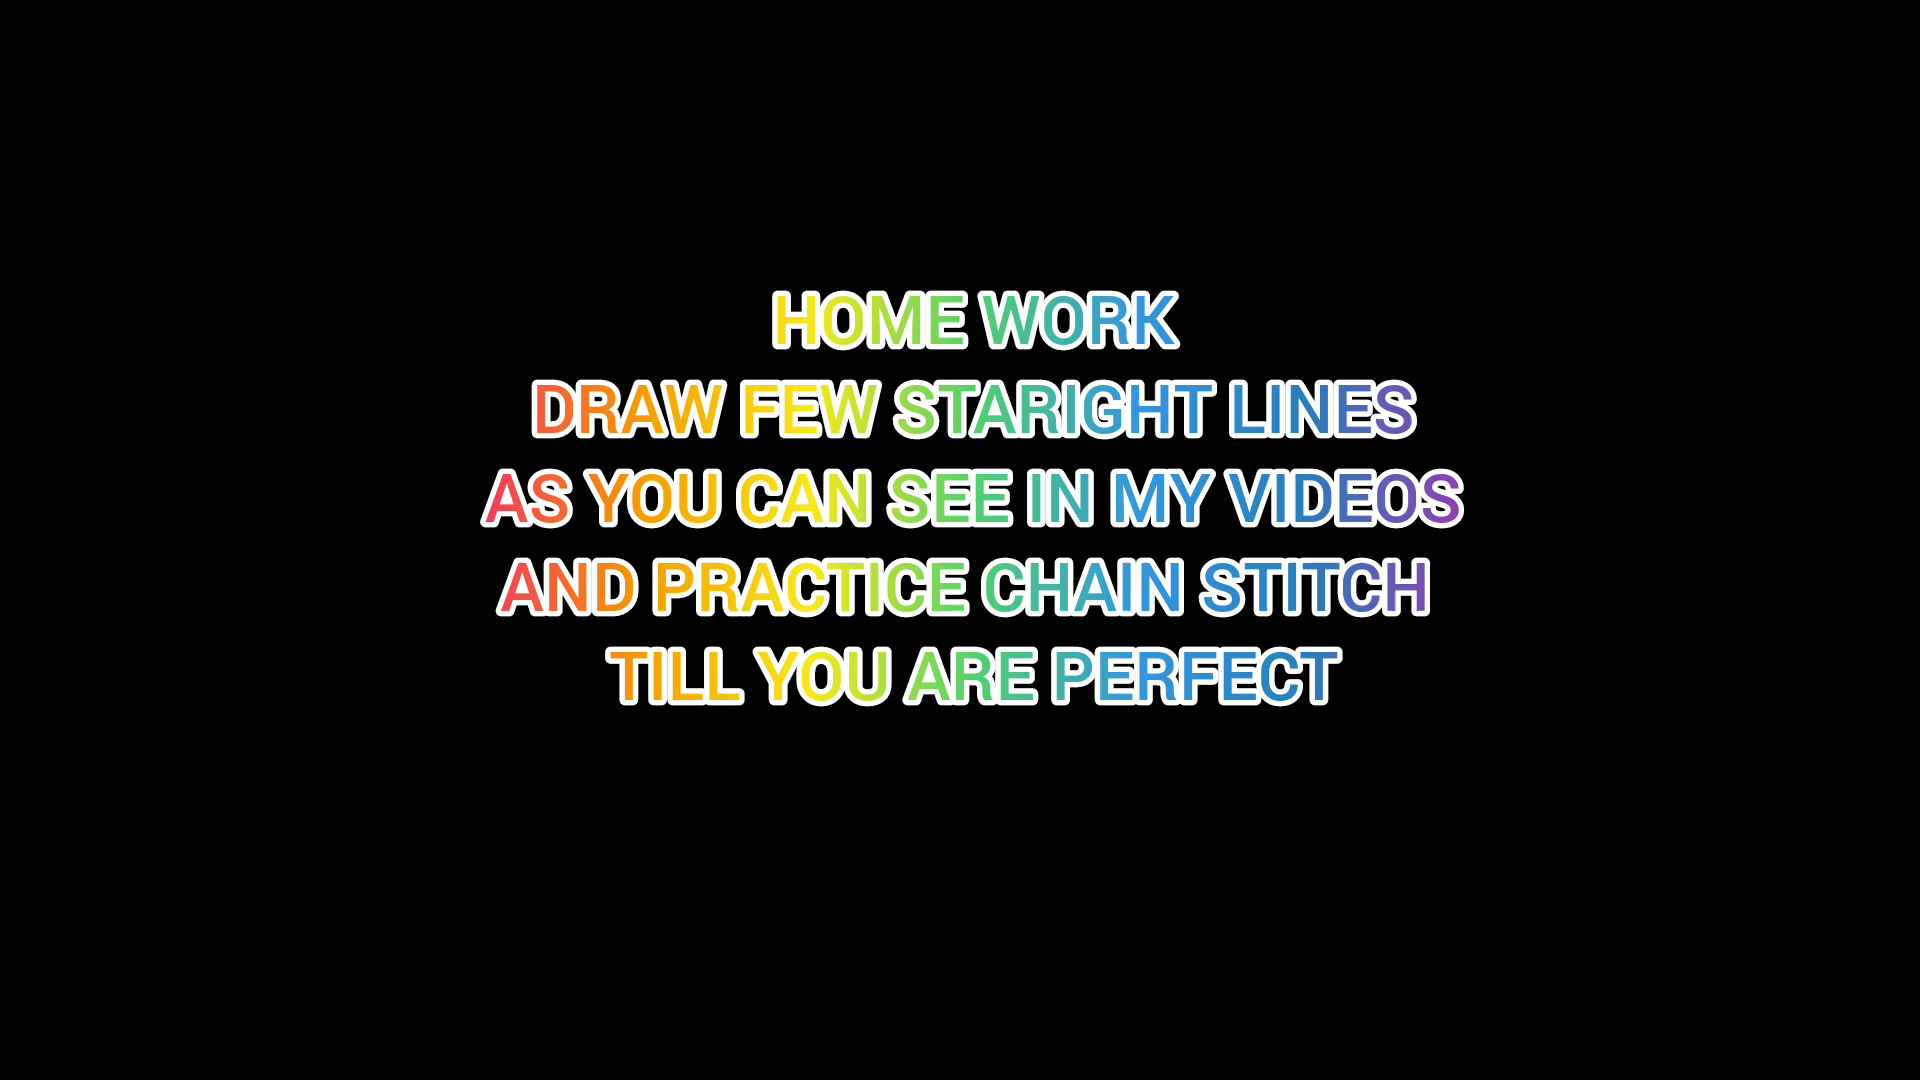 HOME WORK
DRAW FEW STARIGHT LINES
AS YOU CAN SEE IN MY VIDEOS
AND PRACTICE CHAIN STITCH
TILL YOU ARE PERFECT